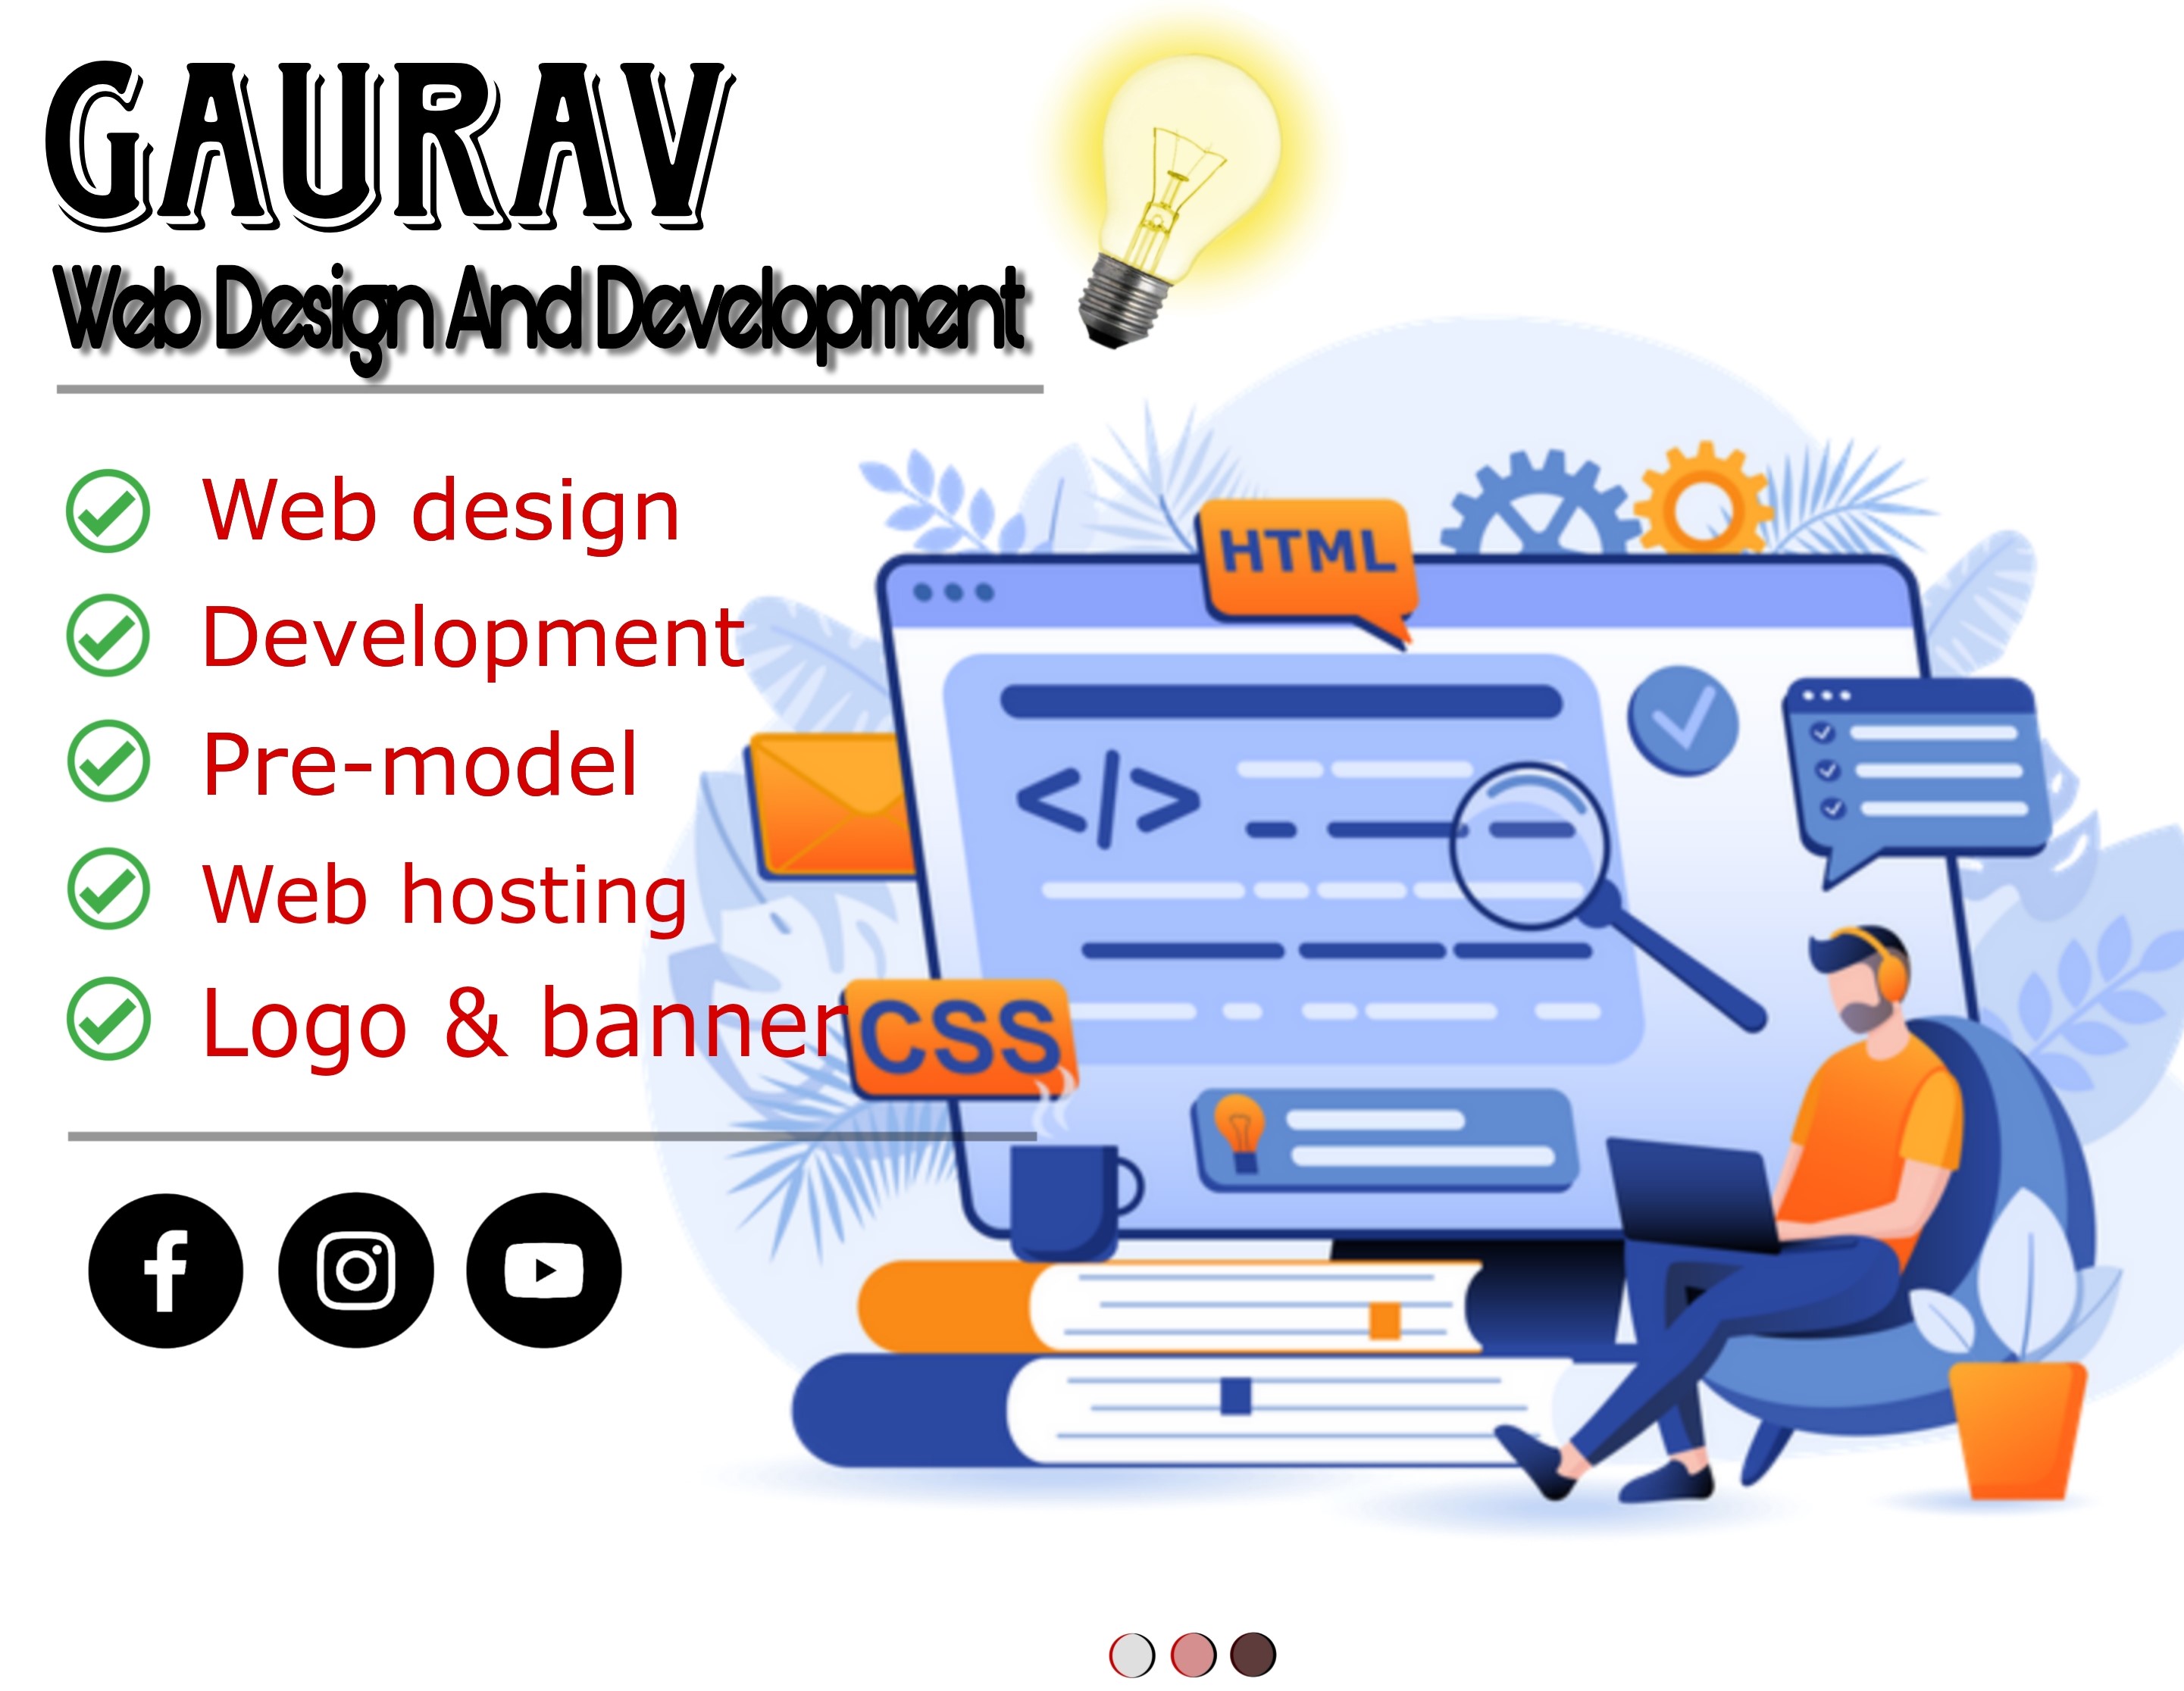 GAURAV
Web Design And Development
Web design
Development
Pre-model
Web hosting
Logo & banner
HTML
</>
CSS